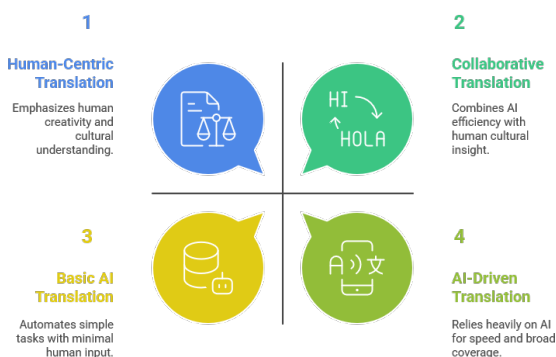 1
Human-Centric
Translation
Emphasizes human
creativity and
cultural
understanding.
2
Collaborative
Translation
Combines AI
efficiency with
human cultural
insight.
HI
HOLA
3
Basic AI
Translation
Automates simple
tasks with minimal
human input.
4
AI-Driven
Translation
Relies heavily on AI
for speed and broad
coverage.
A 文